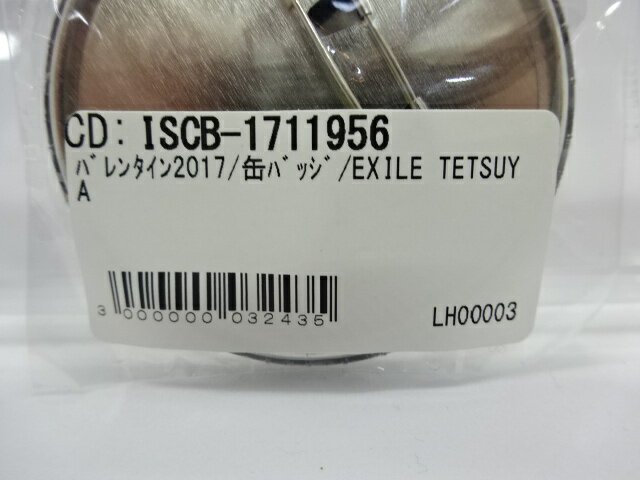 CD: ISCB-1711956
ﾊﾞﾚﾝﾀｲﾝ2017/缶ﾊﾞｯｼﾞ/EXILE TETSUY
A
3 000000 032435
LH00003